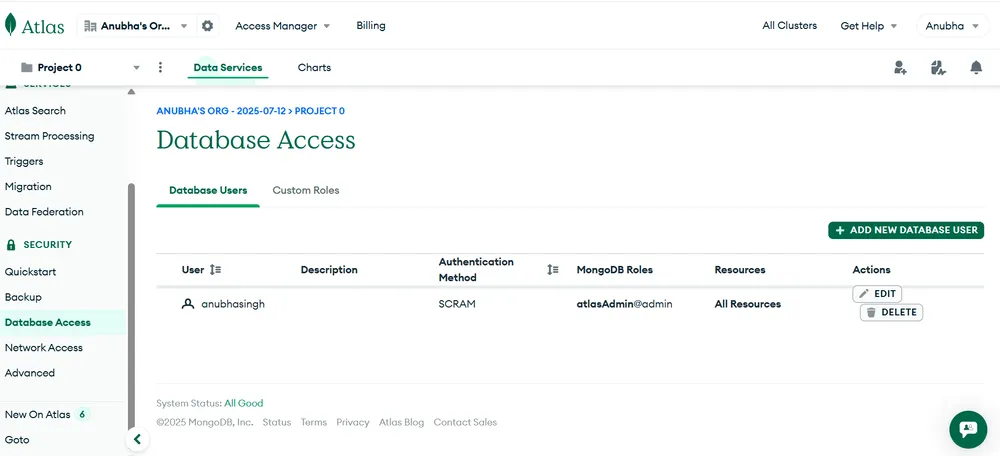 Atlas
Anubha's Or...
Access Manager
Billing
All Clusters
Get Help
Anubha
Project 0
Data Services
Charts
SERVICES
Atlas Search
Stream Processing
Triggers
Migration
Data Federation
SECURITY
Quickstart
Backup
Database Access
Network Access
Advanced
New On Atlas 6
Goto
ANUBHA'S ORG - 2025-07-12 > PROJECT 0
Database Access
Database Users
Custom Roles
+ ADD NEW DATABASE USER
User
Description
Authentication
Method
MongoDB Roles
Resources
Actions
anubhasingh
SCRAM
atlasAdmin@admin
All Resources
EDIT
DELETE
System Status: All Good
©2025 MongoDB, Inc. Status Terms Privacy Atlas Blog Contact Sales